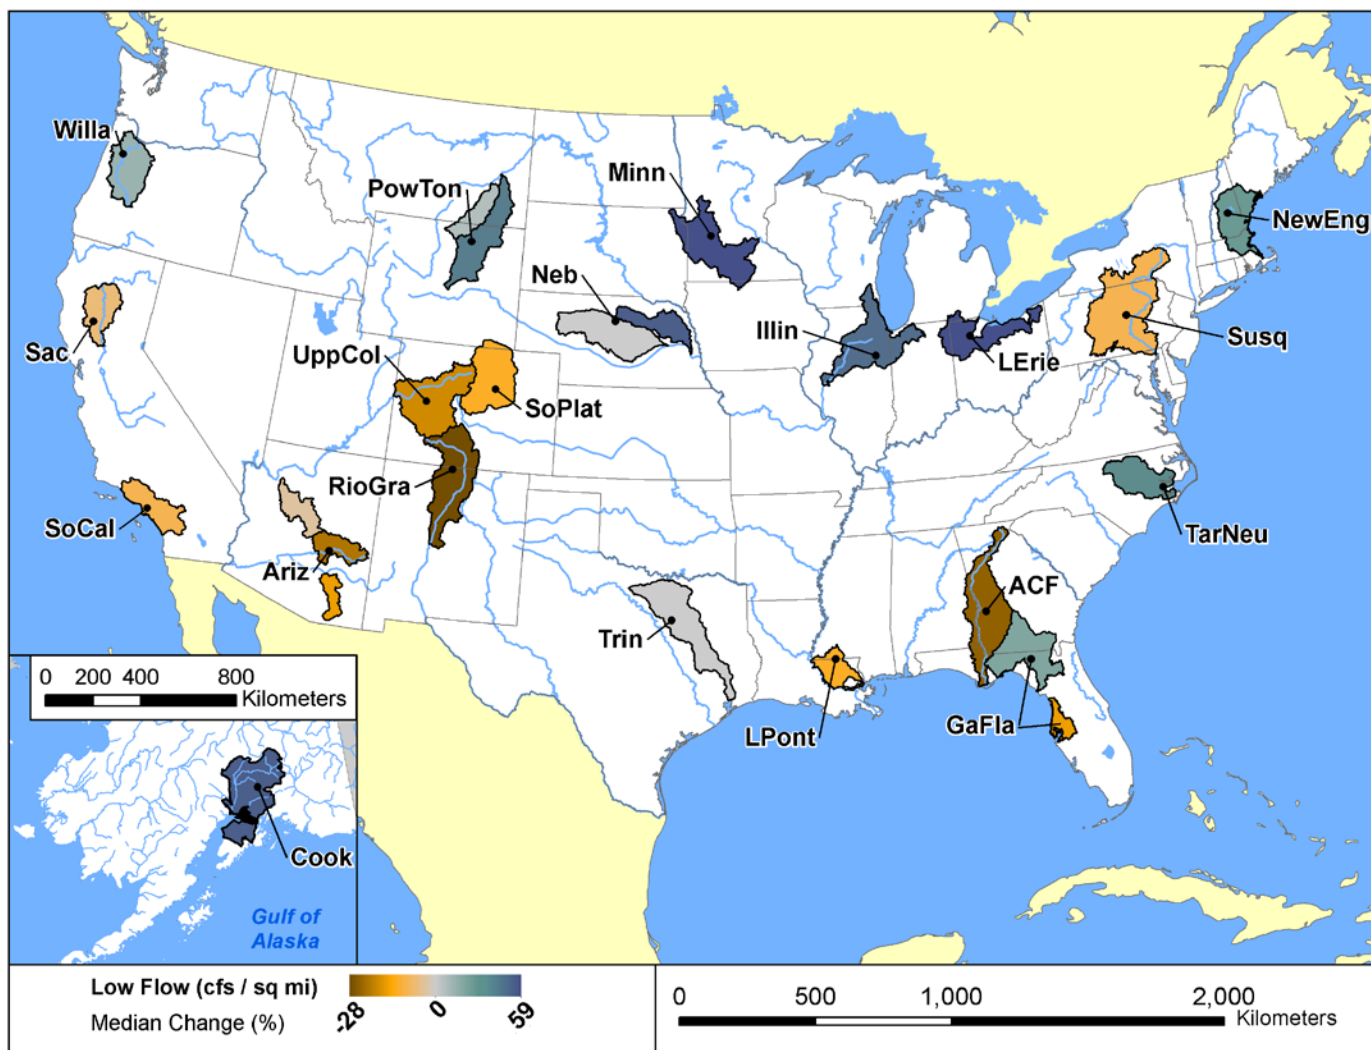 Willa
PowTon
Minn
NewEng
Neb
Sac
UppCol
Illin
LErie
Susq
SoPlat
RioGra
SoCal
Ariz
TarNeu
ACF
Trin
LPont
GaFla
0 200 400 800
Kilometers
Cook
Gulf of
Alaska
Low Flow (cfs / sq mi)
Median Change (%)
-28 0 59
0 500 1,000 2,000
Kilometers